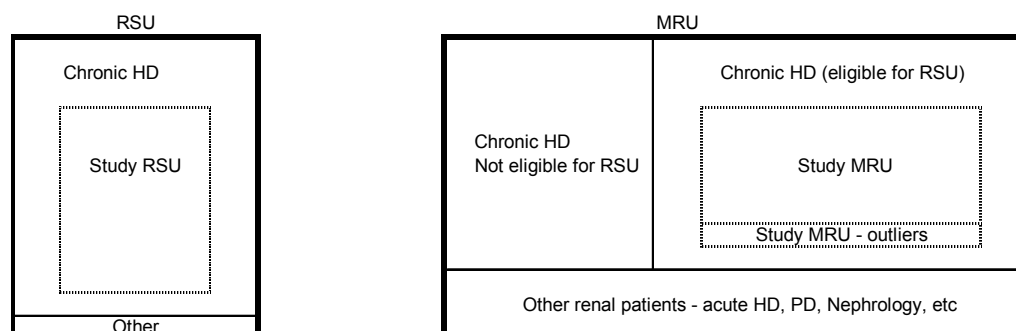 RSU
Chronic HD
Study RSU
Other
MRU
Chronic HD
Not eligible for RSU
Chronic HD (eligible for RSU)
Study MRU
Study MRU - outliers
Other renal patients - acute HD, PD, Nephrology, etc